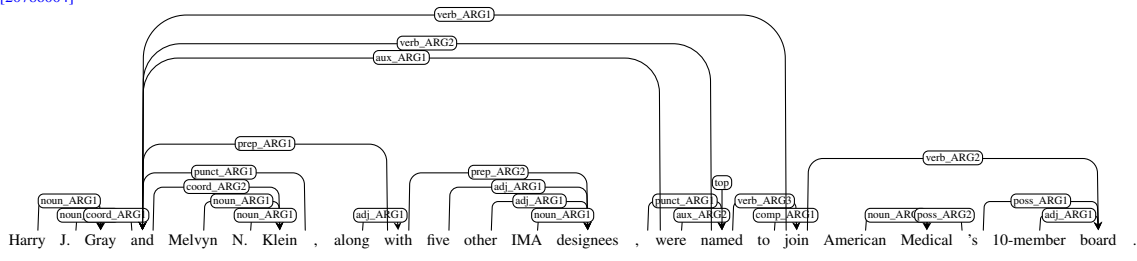 verb_ARG1
verb_ARG2
aux_ARG1
prep_ARG1
verb_ARG2
punct_ARG1 prep_ARG2
coord_ARG2 adj_ARG1 top
noun_ARG1 noun_ARG1 adj_ARG1 punct_ARG1 verb_ARG3 poss_ARG1
noun coord_ARG1 noun_ARG1 adj_ARG1 noun_ARG1 aux_ARG2 comp_ARG1 poss_ARG2 adj_ARG1
Harry J. Gray and Melvyn N. Klein , along with five other IMA designees , were named to join American Medical 's 10-member board .